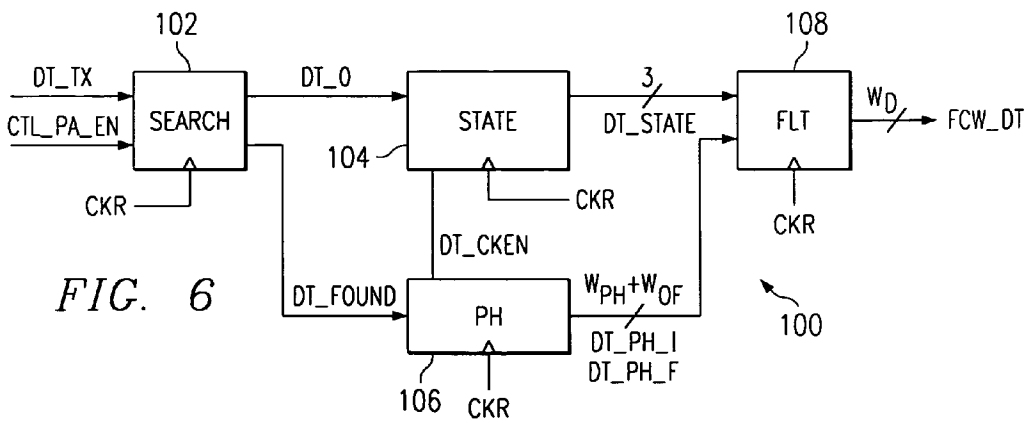 102
DT_TX
CTL_PA_EN
SEARCH
CKR
DT_0
DT_FOUND
STATE
104
CKR
DT_CKEN
PH
106
CKR
3
DT_STATE
W_PH+W_OF
DT_PH_I
DT_PH_F
108
FLT
CKR
W_D
FCW_DT
100
FIG. 6